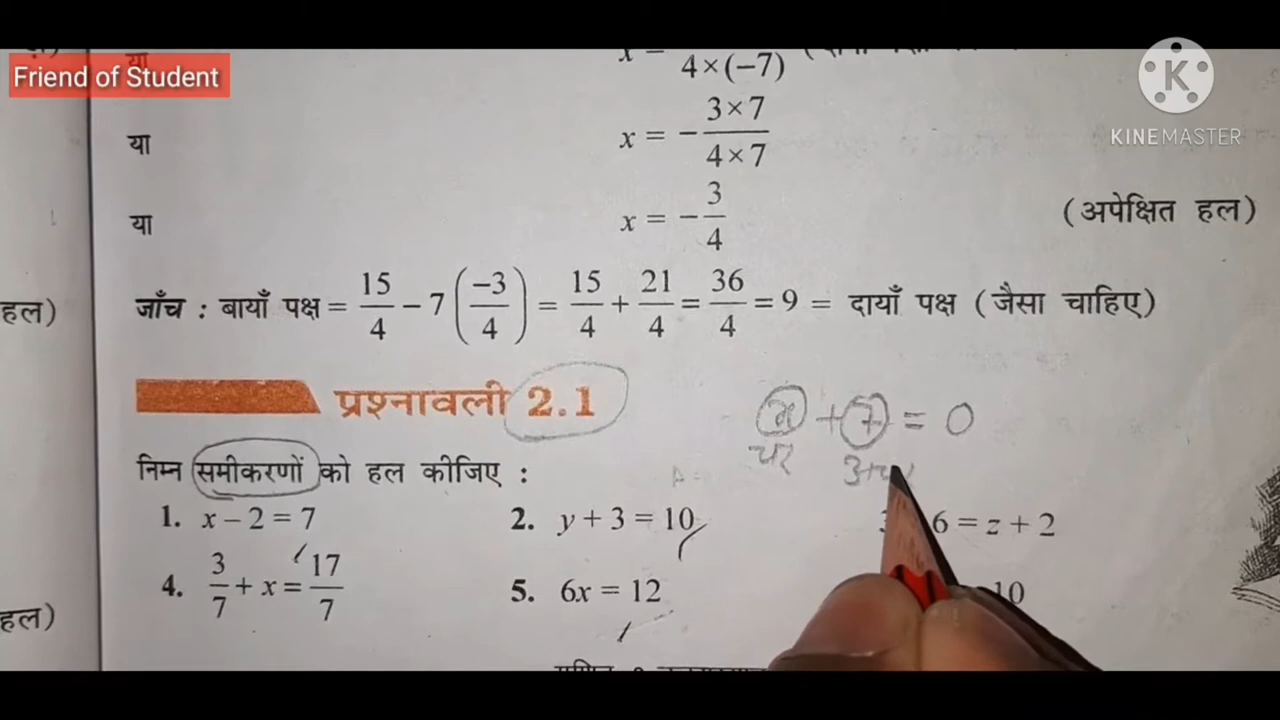 Friend of Student
K
KINEMASTER
4×(−7)
या x = −(3×7)/(4×7)
या x = −3/4 (अपेक्षित हल)
हल)
जाँच : बायाँ पक्ष = 15/4 − 7(−3/4) = 15/4 + 21/4 = 36/4 = 9 = दायाँ पक्ष (जैसा चाहिए)
प्रश्नावली 2.1
x + 7 = 0
चर
निम्न समीकरणों को हल कीजिए :
1. x − 2 = 7 2. y + 3 = 10 6 = z + 2
4. 3/7 + x = 17/7 5. 6x = 12 10
हल)